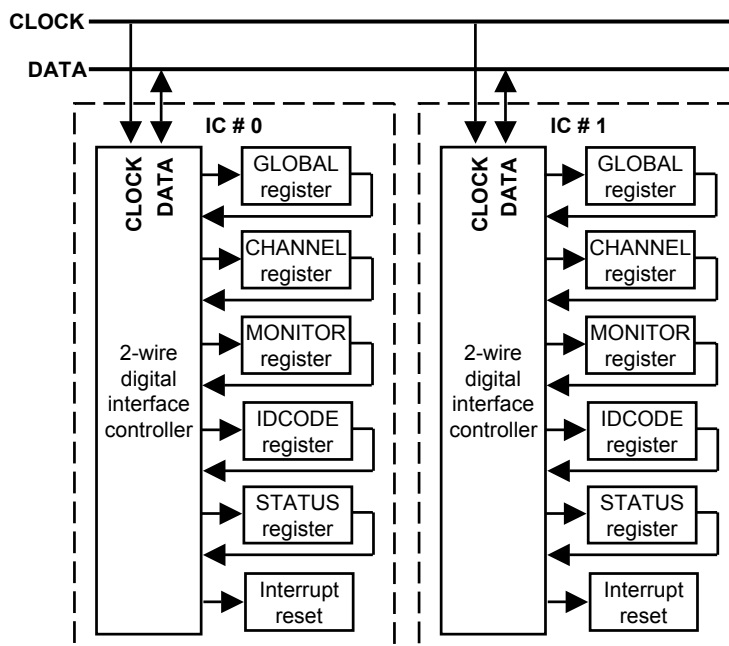 CLOCK
DATA
IC # 0
CLOCK
DATA
2-wire
digital
interface
controller
GLOBAL
register
CHANNEL
register
MONITOR
register
IDCODE
register
STATUS
register
Interrupt
reset
IC # 1
CLOCK
DATA
2-wire
digital
interface
controller
GLOBAL
register
CHANNEL
register
MONITOR
register
IDCODE
register
STATUS
register
Interrupt
reset